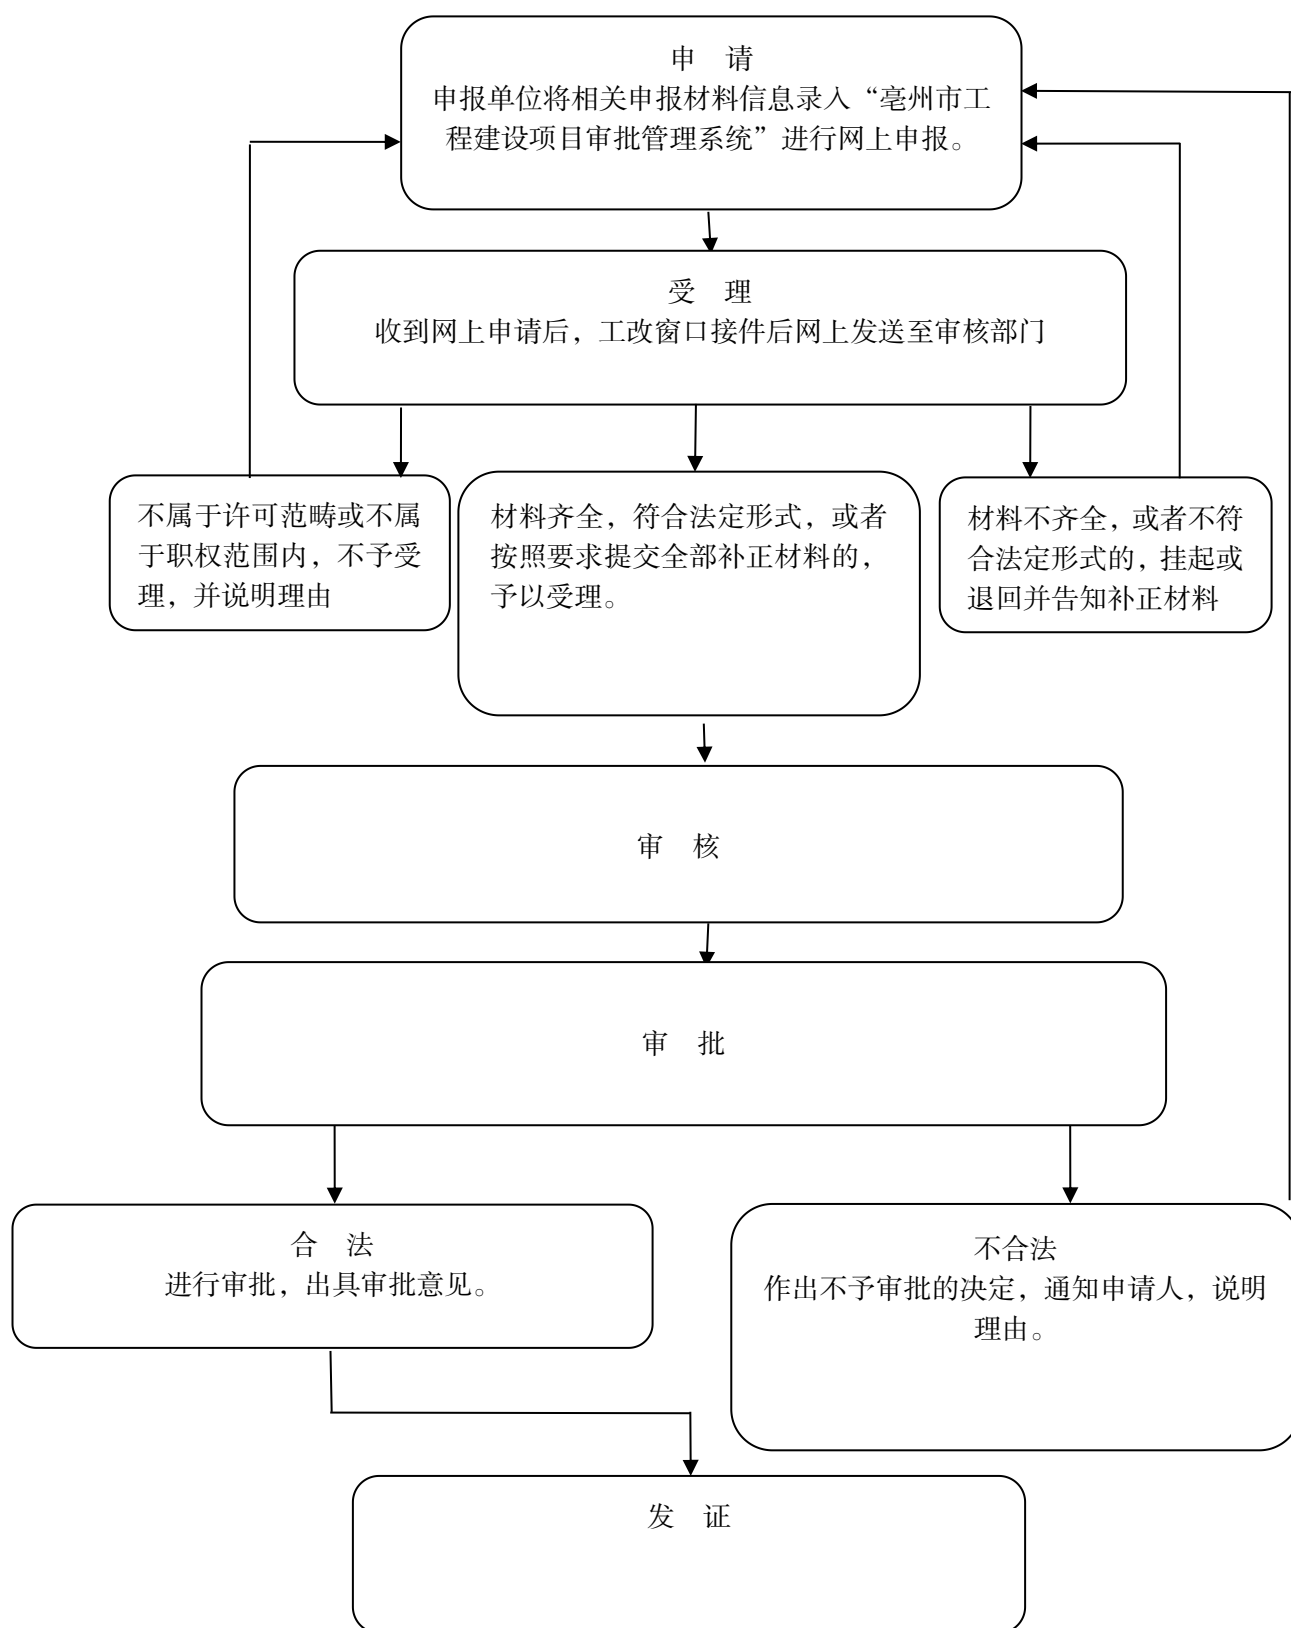 申　请
申报单位将相关申报材料信息录入“亳州市工
程建设项目审批管理系统”进行网上申报。
受　理
收到网上申请后，工改窗口接件后网上发送至审核部门
不属于许可范畴或不属
于职权范围内，不予受
理，并说明理由
材料齐全，符合法定形式，或者
按照要求提交全部补正材料的，
予以受理。
材料不齐全，或者不符
合法定形式的，挂起或
退回并告知补正材料
审　核
审　批
合　法
进行审批，出具审批意见。
不合法
作出不予审批的决定，通知申请人，说明
理由。
发　证